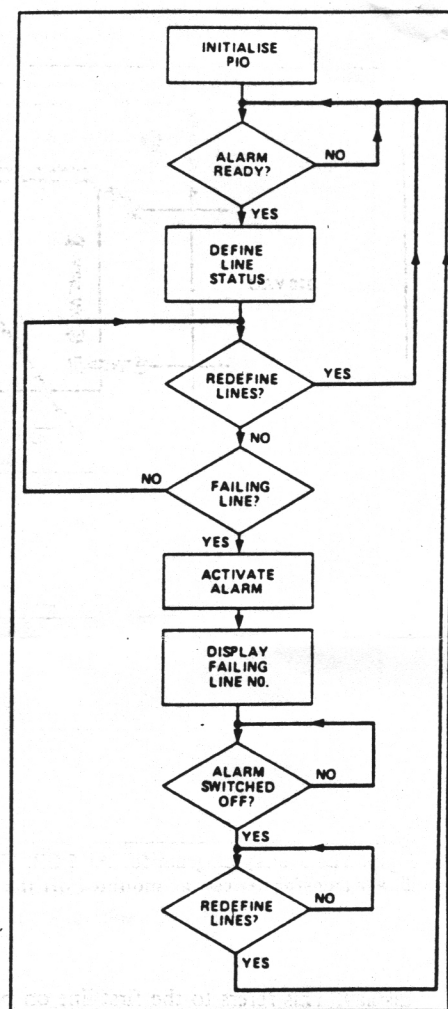 INITIALISE
PIO
ALARM
READY?
NO
YES
DEFINE
LINE
STATUS
REDEFINE
LINES?
YES
NO
NO
FAILING
LINE?
YES
ACTIVATE
ALARM
DISPLAY
FAILING
LINE NO.
ALARM
SWITCHED
OFF?
NO
YES
REDEFINE
LINES?
NO
YES